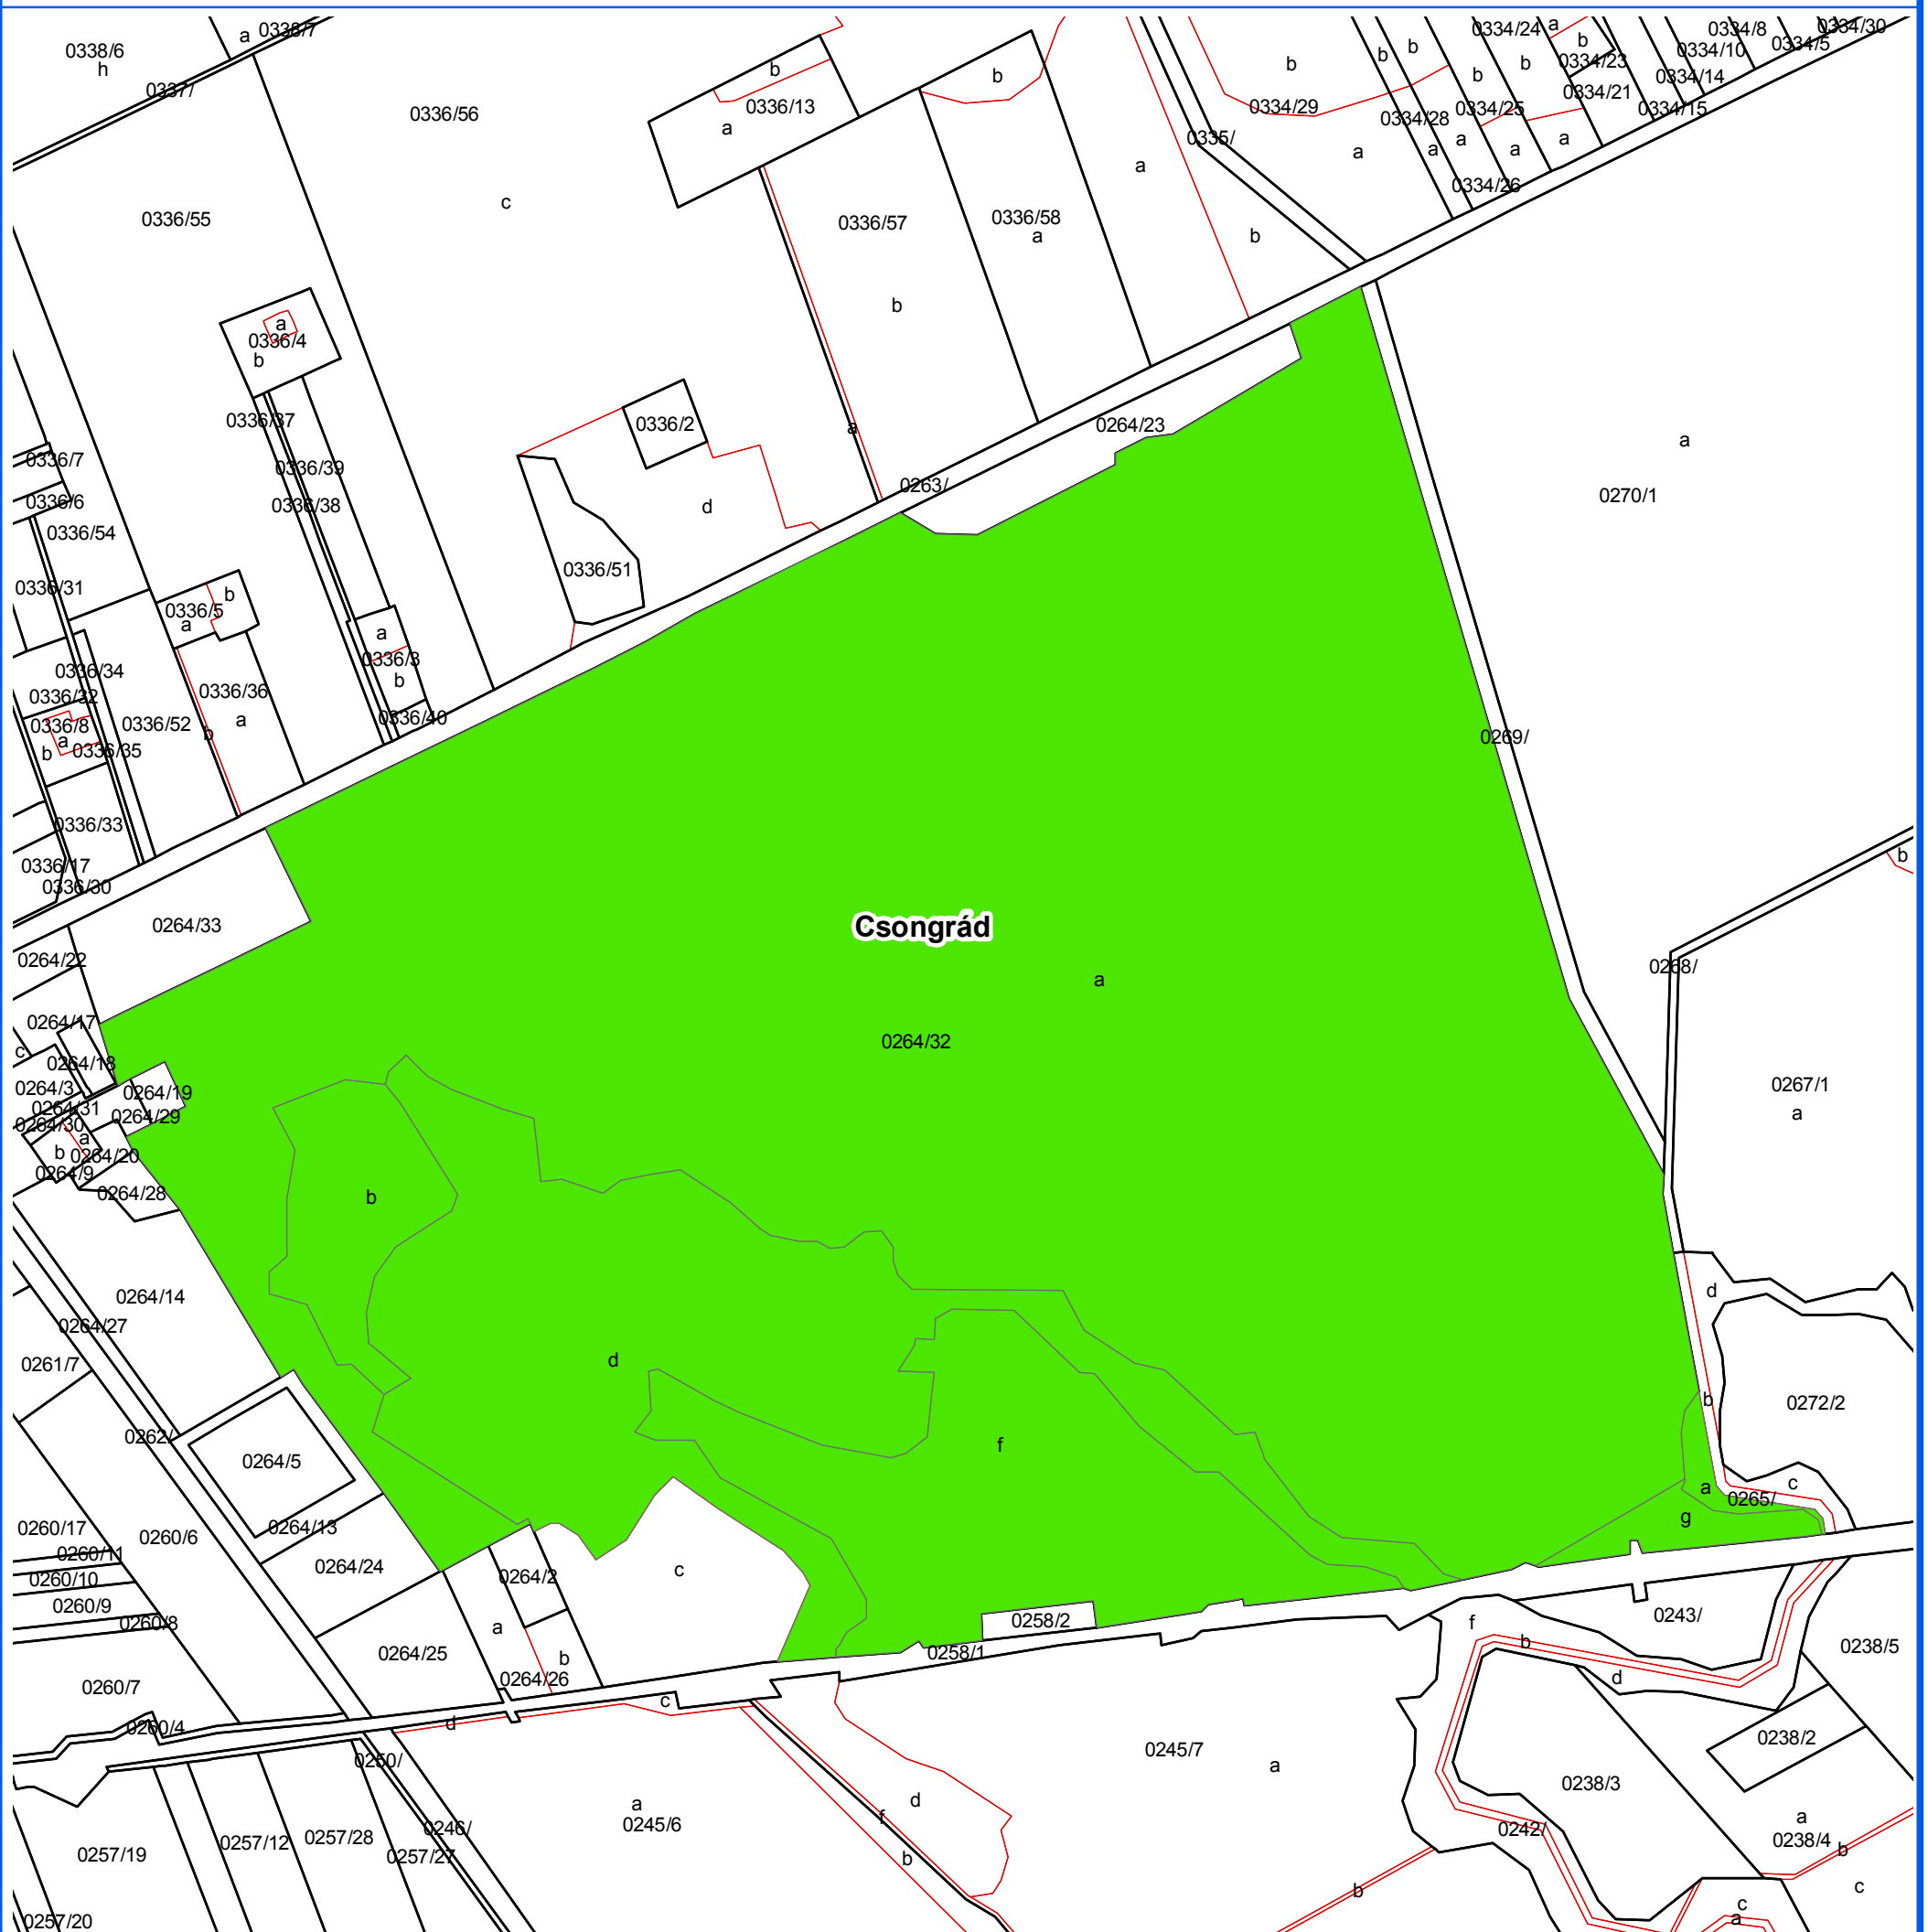 0338/6
h
a
0338/7
0337/
0336/56
c
0336/55
b
0336/13
a
b
0336/57
b
0336/58
a
a
0335/
b
b
0334/29
a
b
b
0334/28
a
0334/24
a
b
b
b
0334/23
0334/25
0334/21
a
a
a
0334/26
0334/8
0334/30
0334/5
0334/10
0334/14
0334/15
a
0336/4
b
0336/37
0336/39
0336/38
0336/2
a
0263/
d
0336/51
0264/23
a
0270/1
0336/7
0336/6
0336/54
0336/31
b
0336/5
a
a
0336/3
b
0336/40
0336/34
0336/32
0336/36
a
0336/52
b
0336/8
a
b
0336/35
0336/33
0336/17
0336/30
0269/
b
0264/33
0264/22
Csongrád
a
0264/32
0268/
0267/1
a
0264/17
c
0264/18
0264/3
0264/19
0264/31
0264/29
0264/30
a
b
0264/20
0264/9
0264/28
b
0264/14
0264/27
0261/7
d
f
d
b
0272/2
0262/
0264/5
c
a
0265/
g
0260/17
0260/11
0260/10
0260/9
0260/8
0260/6
0264/13
0264/24
0264/2
c
a
b
0264/25
0264/26
0258/2
0258/1
f
b
0243/
0238/5
d
0260/7
0260/4
c
d
0250/
0245/7
a
0238/2
0238/3
a
0245/6
d
f
b
0246/
0257/19
0257/12
0257/28
0257/27
0242/
a
0238/4
b
b
c
c
a
0257/20